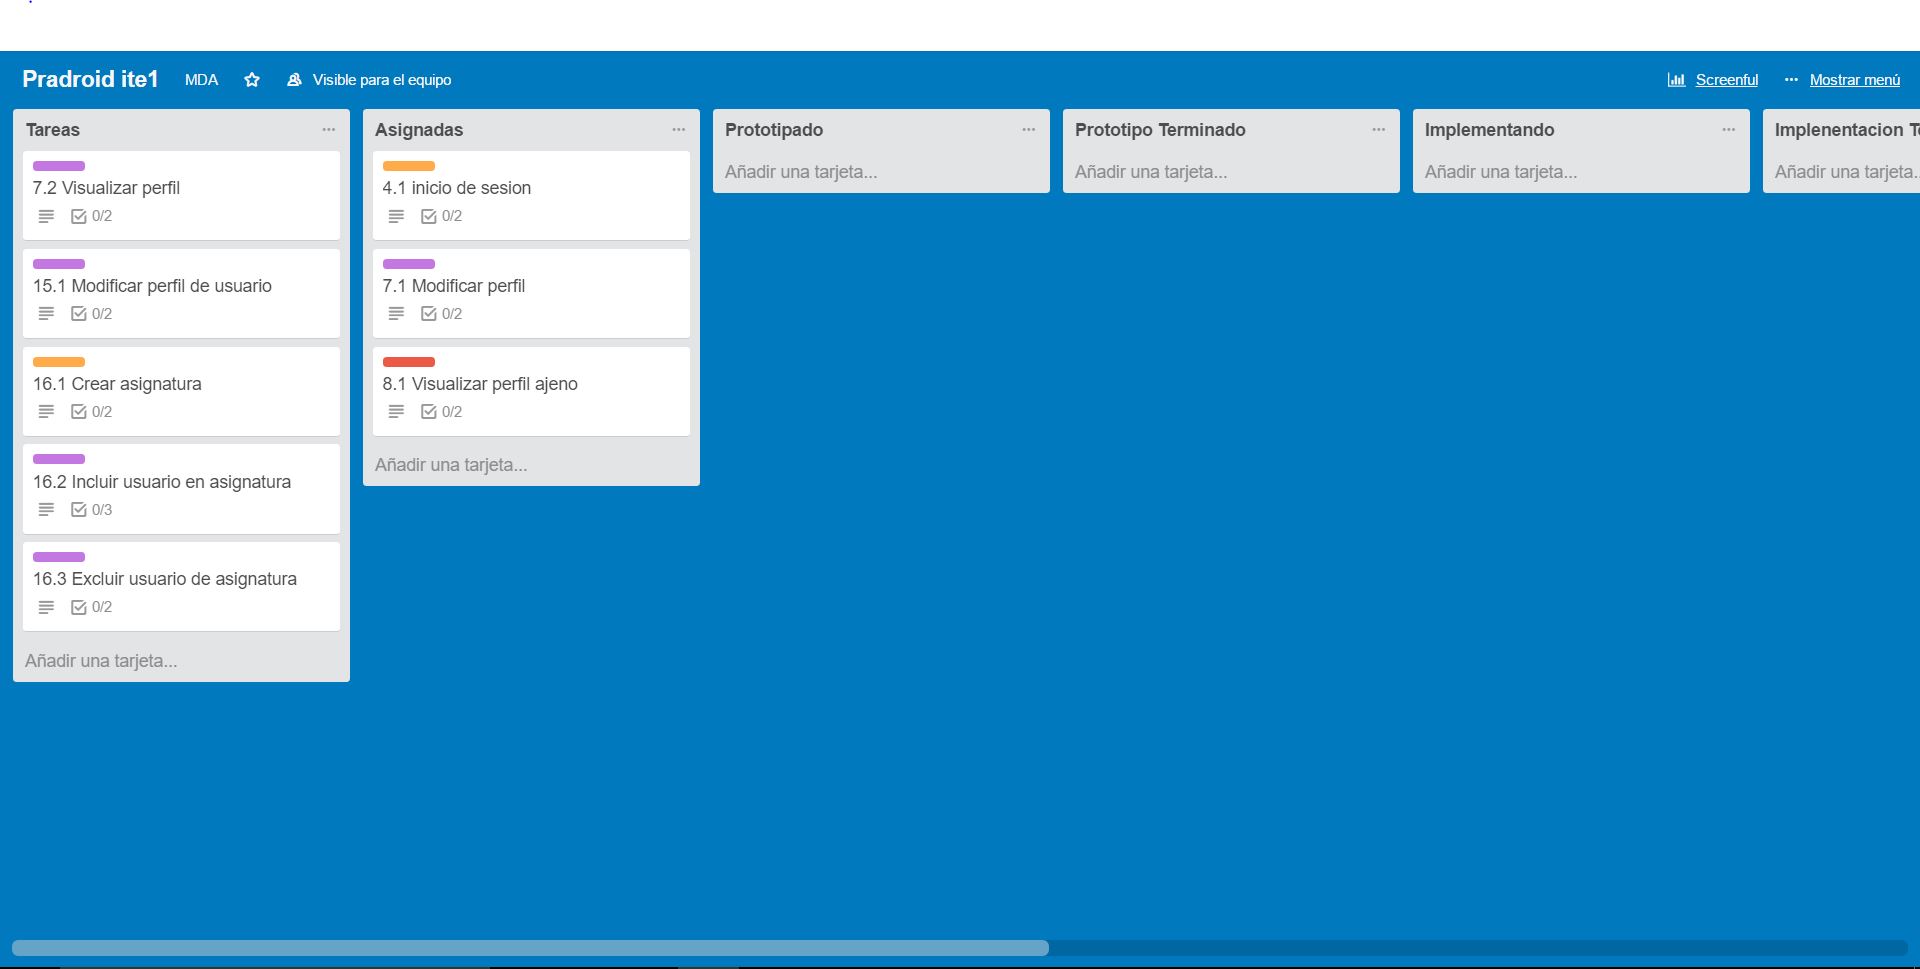 Pradroid ite1 MDA Visible para el equipo Screenful Mostrar menú
Tareas
7.2 Visualizar perfil
0/2
15.1 Modificar perfil de usuario
0/2
16.1 Crear asignatura
0/2
16.2 Incluir usuario en asignatura
0/3
16.3 Excluir usuario de asignatura
0/2
Añadir una tarjeta...
Asignadas
4.1 inicio de sesion
0/2
7.1 Modificar perfil
0/2
8.1 Visualizar perfil ajeno
0/2
Añadir una tarjeta...
Prototipado
Añadir una tarjeta...
Prototipo Terminado
Añadir una tarjeta...
Implementando
Añadir una tarjeta...
Implenentacion
Añadir una tarjeta..